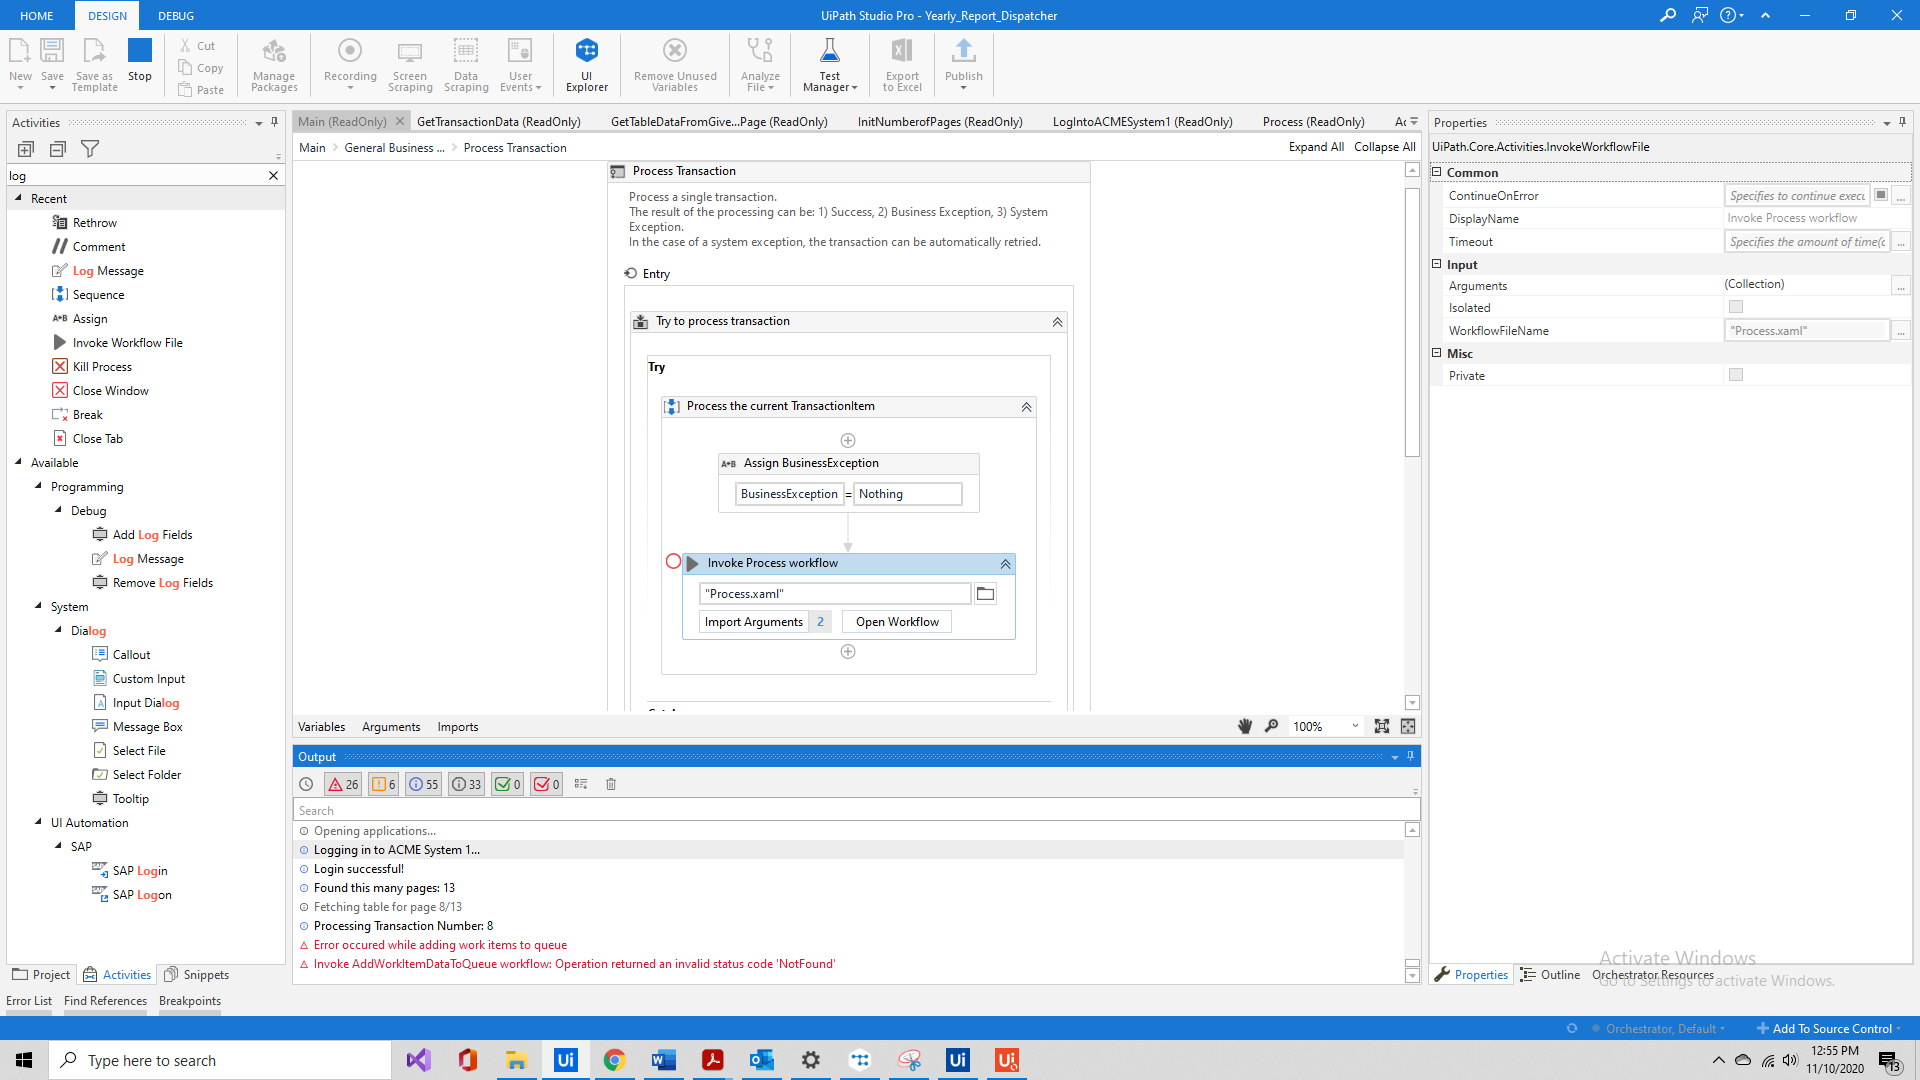 HOME DESIGN DEBUG
UiPath Studio Pro - Yearly_Report_Dispatcher
New Save Save as Template Stop
Cut
Copy
Paste
Manage Packages
Recording
Screen Scraping
Data Scraping
User Events
UI Explorer
Remove Unused Variables
Analyze File
Test Manager
Export to Excel
Publish
Activities
log
Recent
Rethrow
Comment
Log Message
Sequence
Assign
Invoke Workflow File
Kill Process
Close Window
Break
Close Tab
Available
Programming
Debug
Add Log Fields
Log Message
Remove Log Fields
System
Dialog
Callout
Custom Input
Input Dialog
Message Box
Select File
Select Folder
Tooltip
UI Automation
SAP
SAP Login
SAP Logon
Project Activities Snippets
Error List Find References Breakpoints
Main (ReadOnly) GetTransactionData (ReadOnly) GetTableDataFromGive...Page (ReadOnly) InitNumberofPages (ReadOnly) LogIntoACMESystem1 (ReadOnly) Process (ReadOnly) Ac
Main General Business ... Process Transaction
Expand All Collapse All
Process Transaction
Process a single transaction.
The result of the processing can be: 1) Success, 2) Business Exception, 3) System
Exception.
In the case of a system exception, the transaction can be automatically retried.
Entry
Try to process transaction
Try
Process the current TransactionItem
A*B Assign BusinessException
BusinessException = Nothing
Invoke Process workflow
"Process.xaml"
Import Arguments 2 Open Workflow
Variables Arguments Imports
100%
Output
26 6 55 33 0 0
Search
Opening applications...
Logging in to ACME System 1...
Login successful!
Found this many pages: 13
Fetching table for page 8/13
Processing Transaction Number: 8
Error occured while adding work items to queue
Invoke AddWorkItemDataToQueue workflow: Operation returned an invalid status code 'NotFound'
Properties
UiPath.Core.Activities.InvokeWorkflowFile
Common
ContinueOnError Specifies to continue execu ...
DisplayName Invoke Process workflow
Timeout Specifies the amount of time(c ...
Input
Arguments (Collection) ...
Isolated
WorkflowFileName "Process.xaml" ...
Misc
Private
Activate Windows
Go to Settings to activate Windows.
Properties Outline Orchestrator Resources
Orchestrator, Default Add To Source Control
Type here to search
12:55 PM
11/10/2020
13